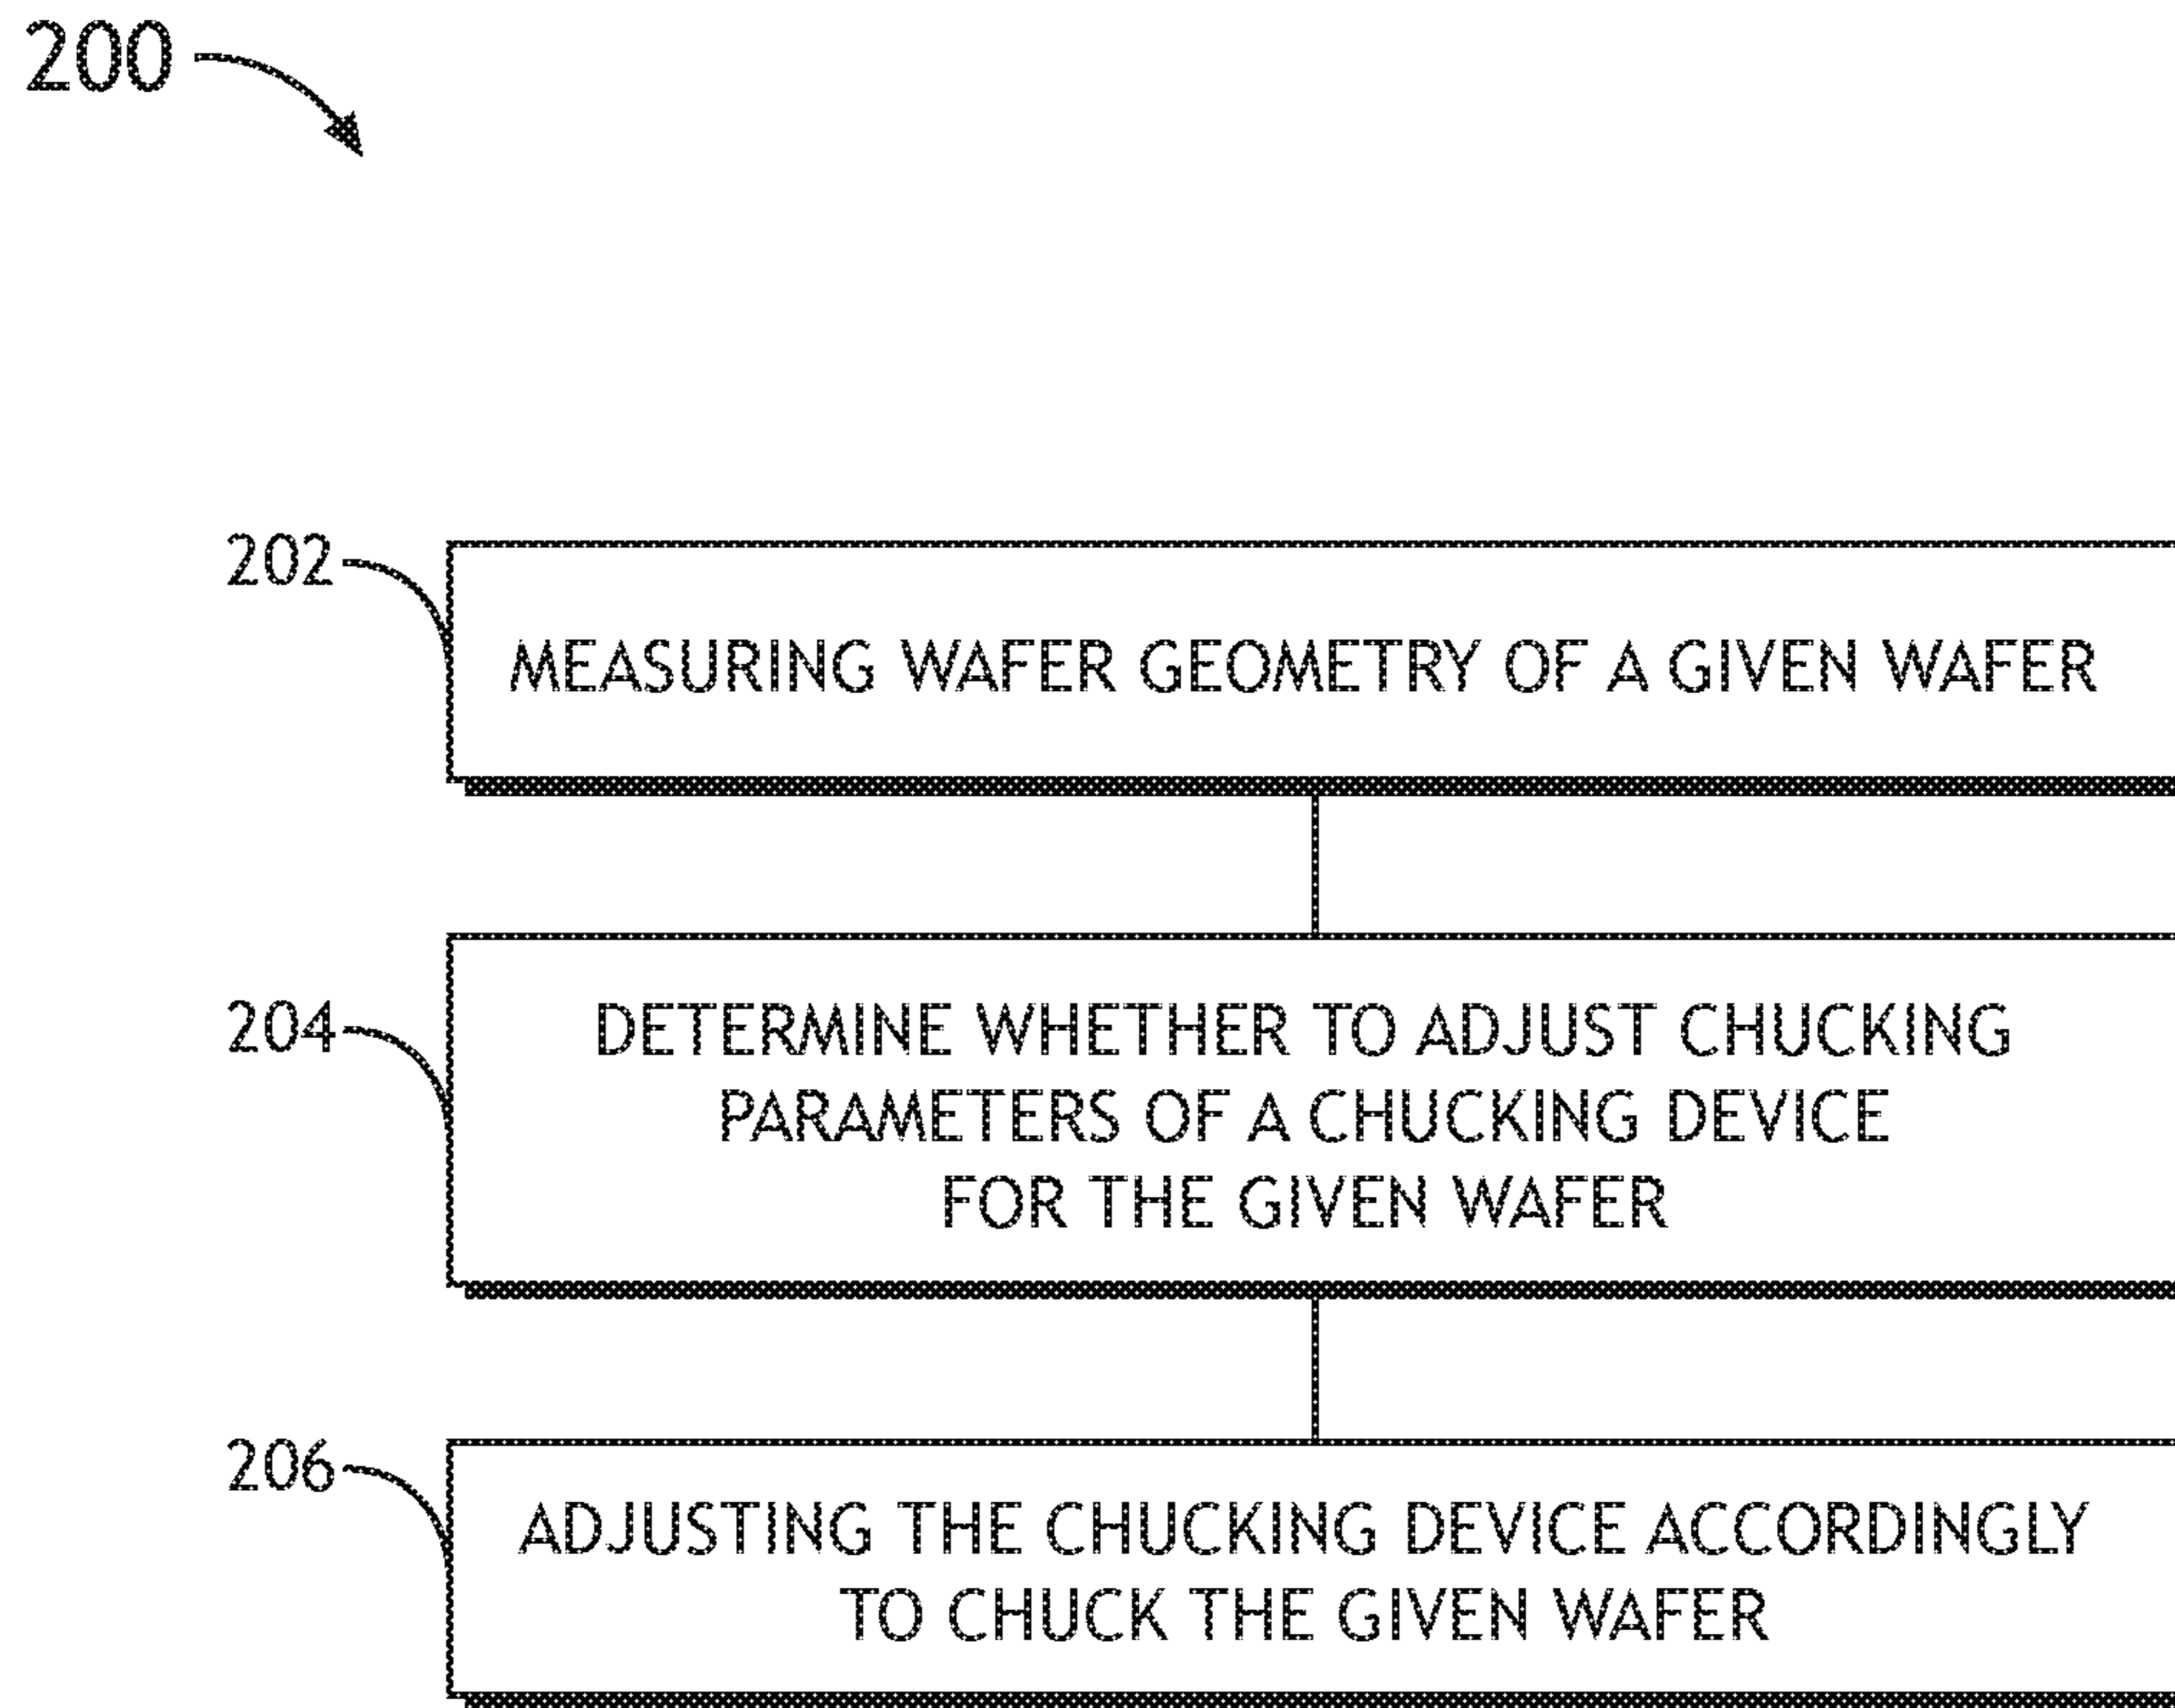 200
202
MEASURING WAFER GEOMETRY OF A GIVEN WAFER
204
DETERMINE WHETHER TO ADJUST CHUCKING
PARAMETERS OF A CHUCKING DEVICE
FOR THE GIVEN WAFER
206
ADJUSTING THE CHUCKING DEVICE ACCORDINGLY
TO CHUCK THE GIVEN WAFER